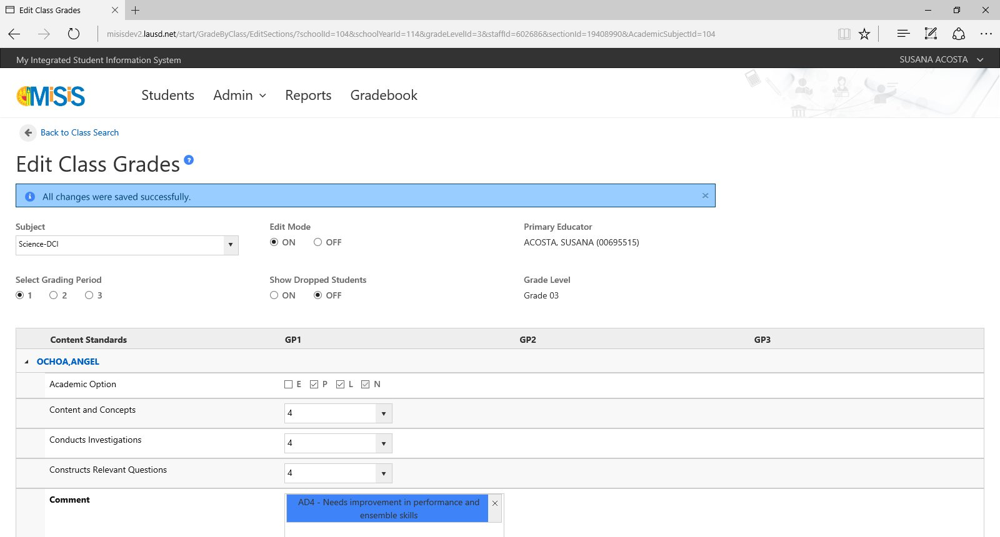 Edit Class Grades
misisdev2.lausd.net/start/GradeByClass/EditSections/?schoolId=104&schoolYearId=114&gradeLevelId=3&staffId=602686&sectionId=19408990&AcademicSubjectId=104
My Integrated Student Information System
SUSANA ACOSTA
MiSiS
Students Admin Reports Gradebook
Back to Class Search
Edit Class Grades ?
All changes were saved successfully.
Subject Edit Mode Primary Educator
Science-DCI ON OFF ACOSTA, SUSANA (00695515)
Select Grading Period Show Dropped Students Grade Level
1 2 3 ON OFF Grade 03
Content Standards GP1 GP2 GP3
OCHOA,ANGEL
Academic Option E P L N
Content and Concepts 4
Conducts Investigations 4
Constructs Relevant Questions 4
Comment AD4 - Needs improvement in performance and
ensemble skills